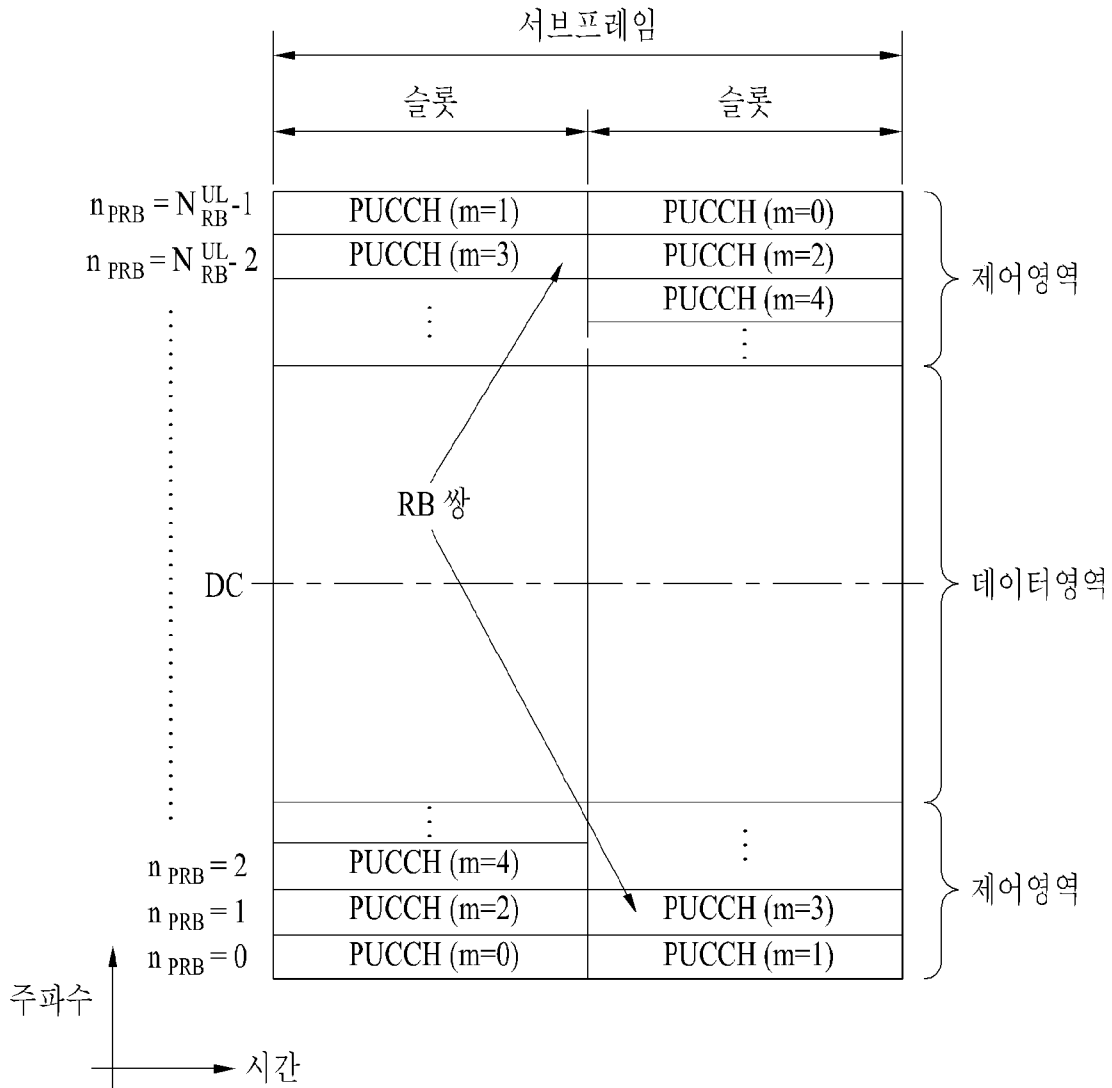 서브프레임
슬롯 슬롯
n PRB = N UL RB -1 PUCCH (m=1) PUCCH (m=0)
n PRB = N UL RB - 2 PUCCH (m=3) PUCCH (m=2)
PUCCH (m=4)
제어영역
RB 쌍
DC
데이터영역
n PRB = 2 PUCCH (m=4)
n PRB = 1 PUCCH (m=2) PUCCH (m=3)
제어영역
n PRB = 0 PUCCH (m=0) PUCCH (m=1)
주파수
시간